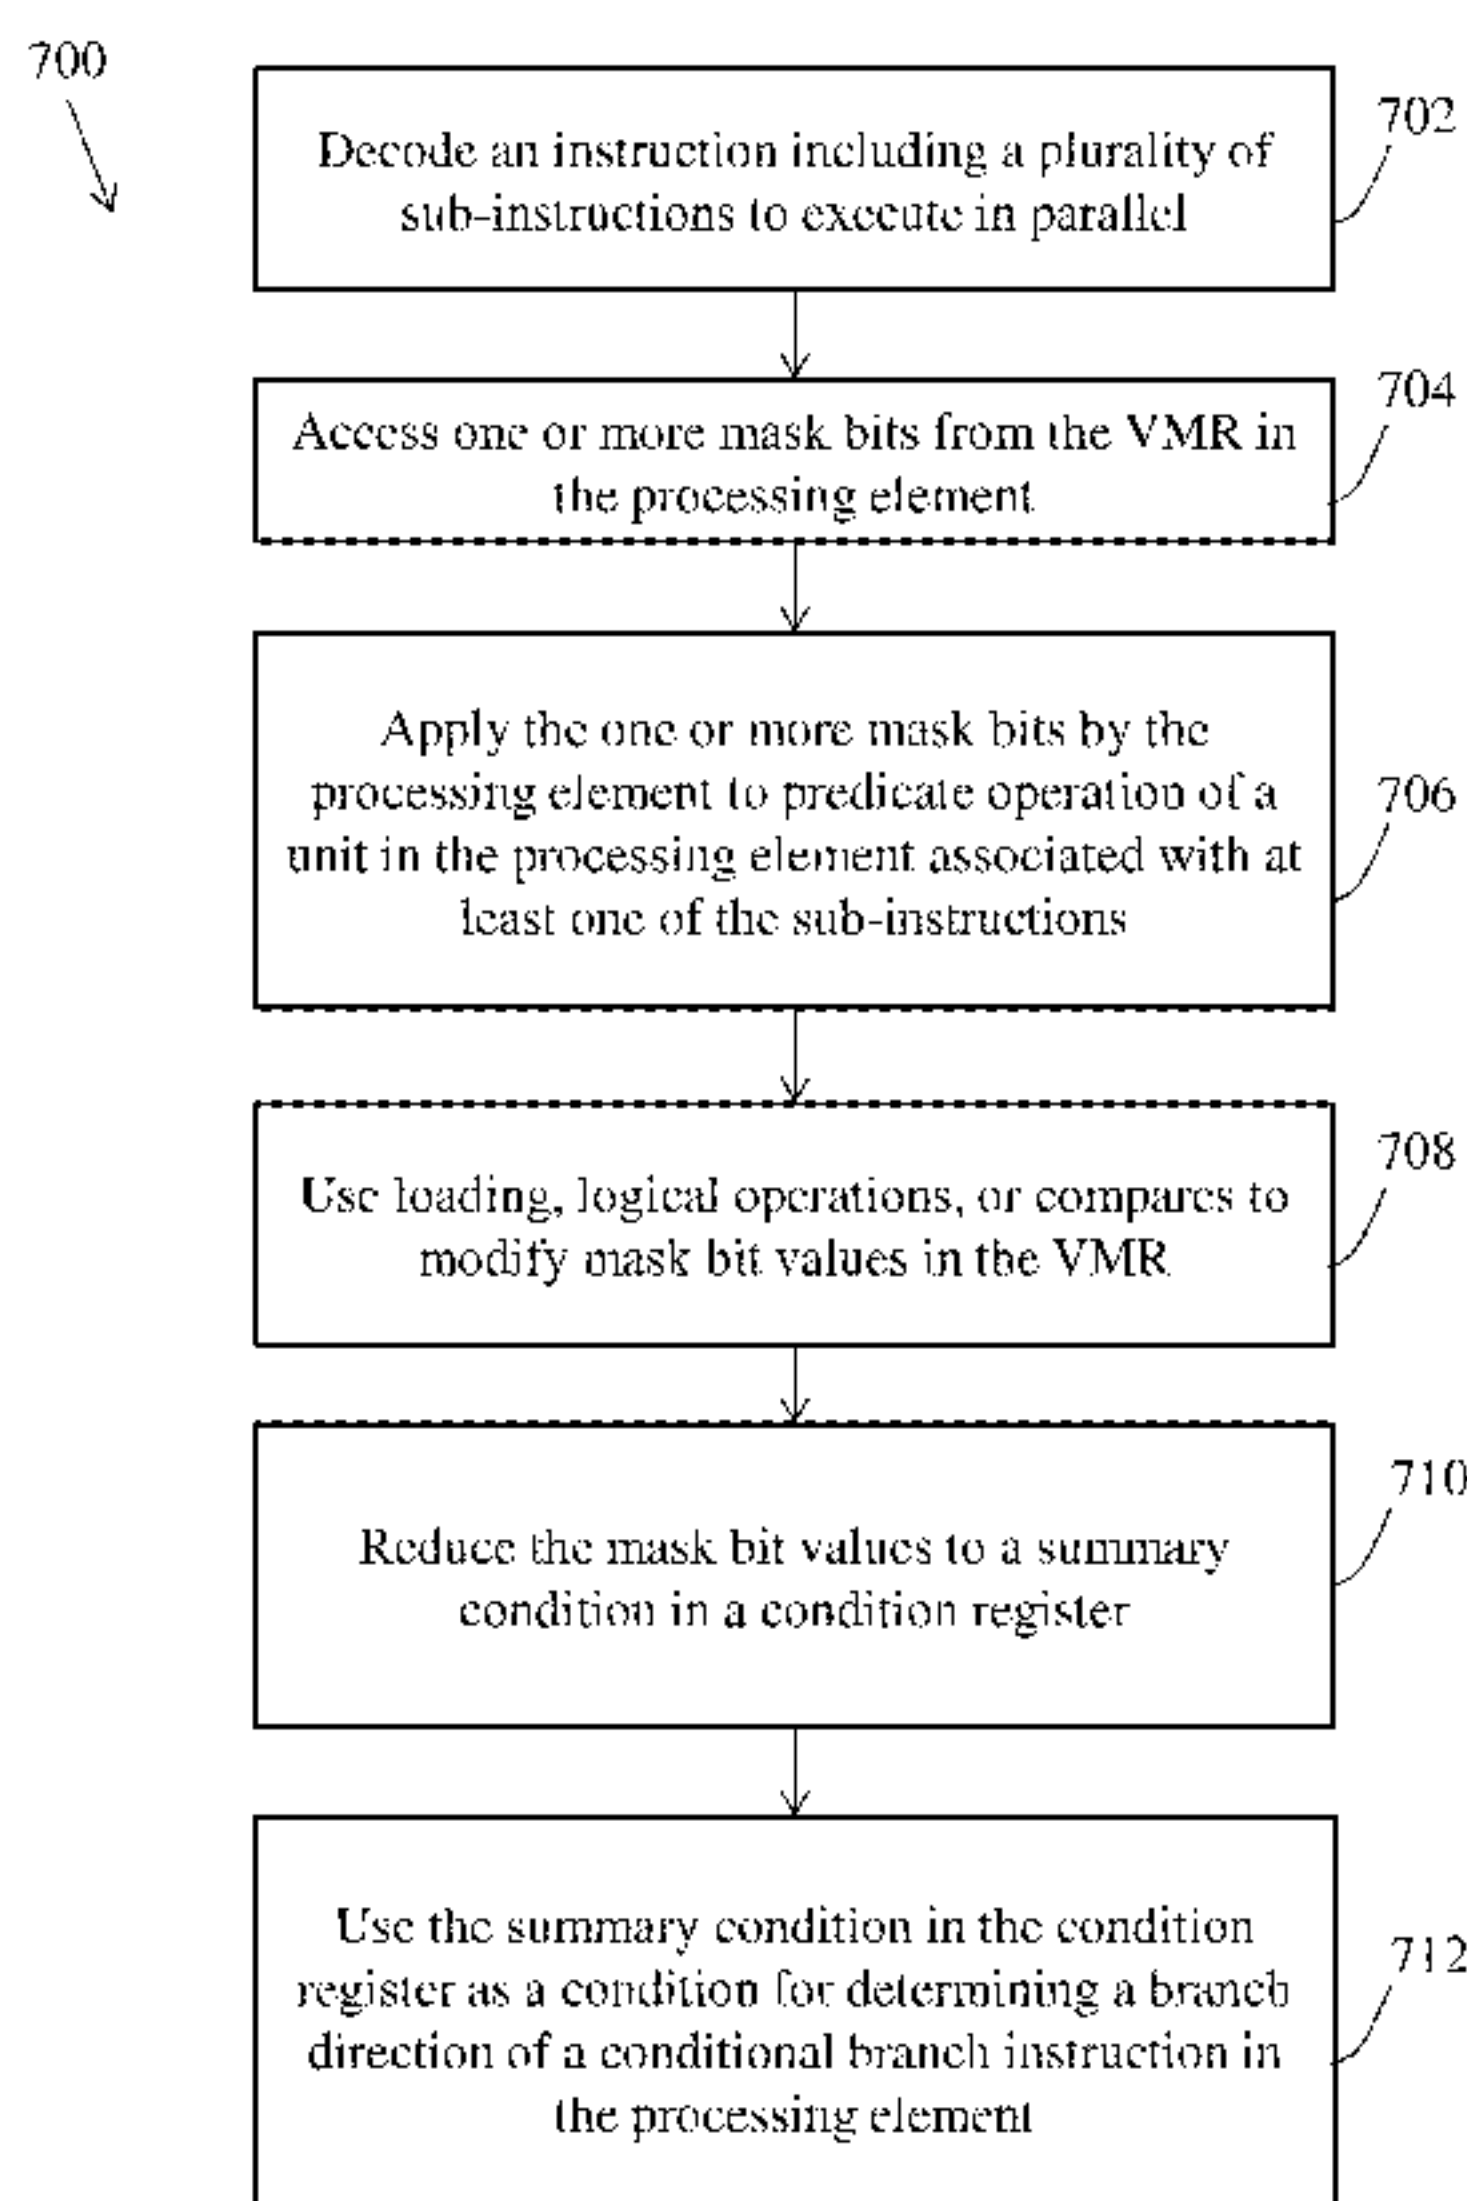 700
702
Decode an instruction including a plurality of
sub-instructions to execute in parallel
704
Access one or more mask bits from the VMR in
the processing element
Apply the one or more mask bits by the
processing element to predicate operation of a
unit in the processing element associated with at
least one of the sub-instructions
706
708
Use loading, logical operations, or compares to
modify mask bit values in the VMR
710
Reduce the mask bit values to a summary
condition in a condition register
Use the summary condition in the condition
register as a condition for determining a branch
direction of a conditional branch instruction in
the processing element
712